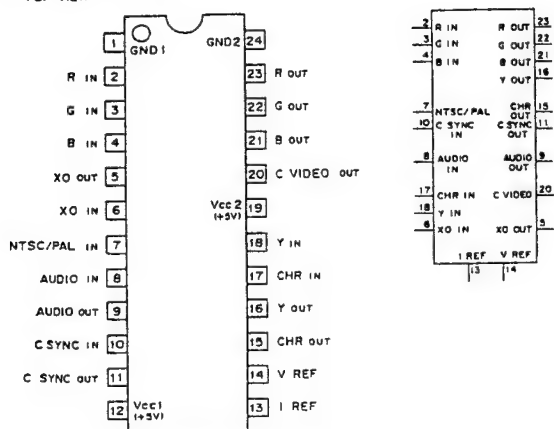 1 GND1 GND2 24
R IN 2 23 R OUT
G IN 3 22 G OUT
B IN 4 21 B OUT
XO OUT 5 20 C VIDEO OUT
XO IN 6 Vcc2 (+5V) 19
NTSC/PAL IN 7 18 Y IN
AUDIO IN 8 17 CHR IN
AUDIO OUT 9 16 Y OUT
C SYNC IN 10 15 CHR OUT
C SYNC OUT 11 14 V REF
12 Vcc1 (+5V) 13 I REF
2 R IN R OUT 23
3 G IN G OUT 22
4 B IN B OUT 21
Y OUT 16
7 NTSC/PAL CHR OUT 15
10 C SYNC IN C SYNC OUT 11
8 AUDIO IN AUDIO OUT 9
17 CHR IN C VIDEO 20
18 Y IN
6 XO IN XO OUT 5
I REF V REF
13 14